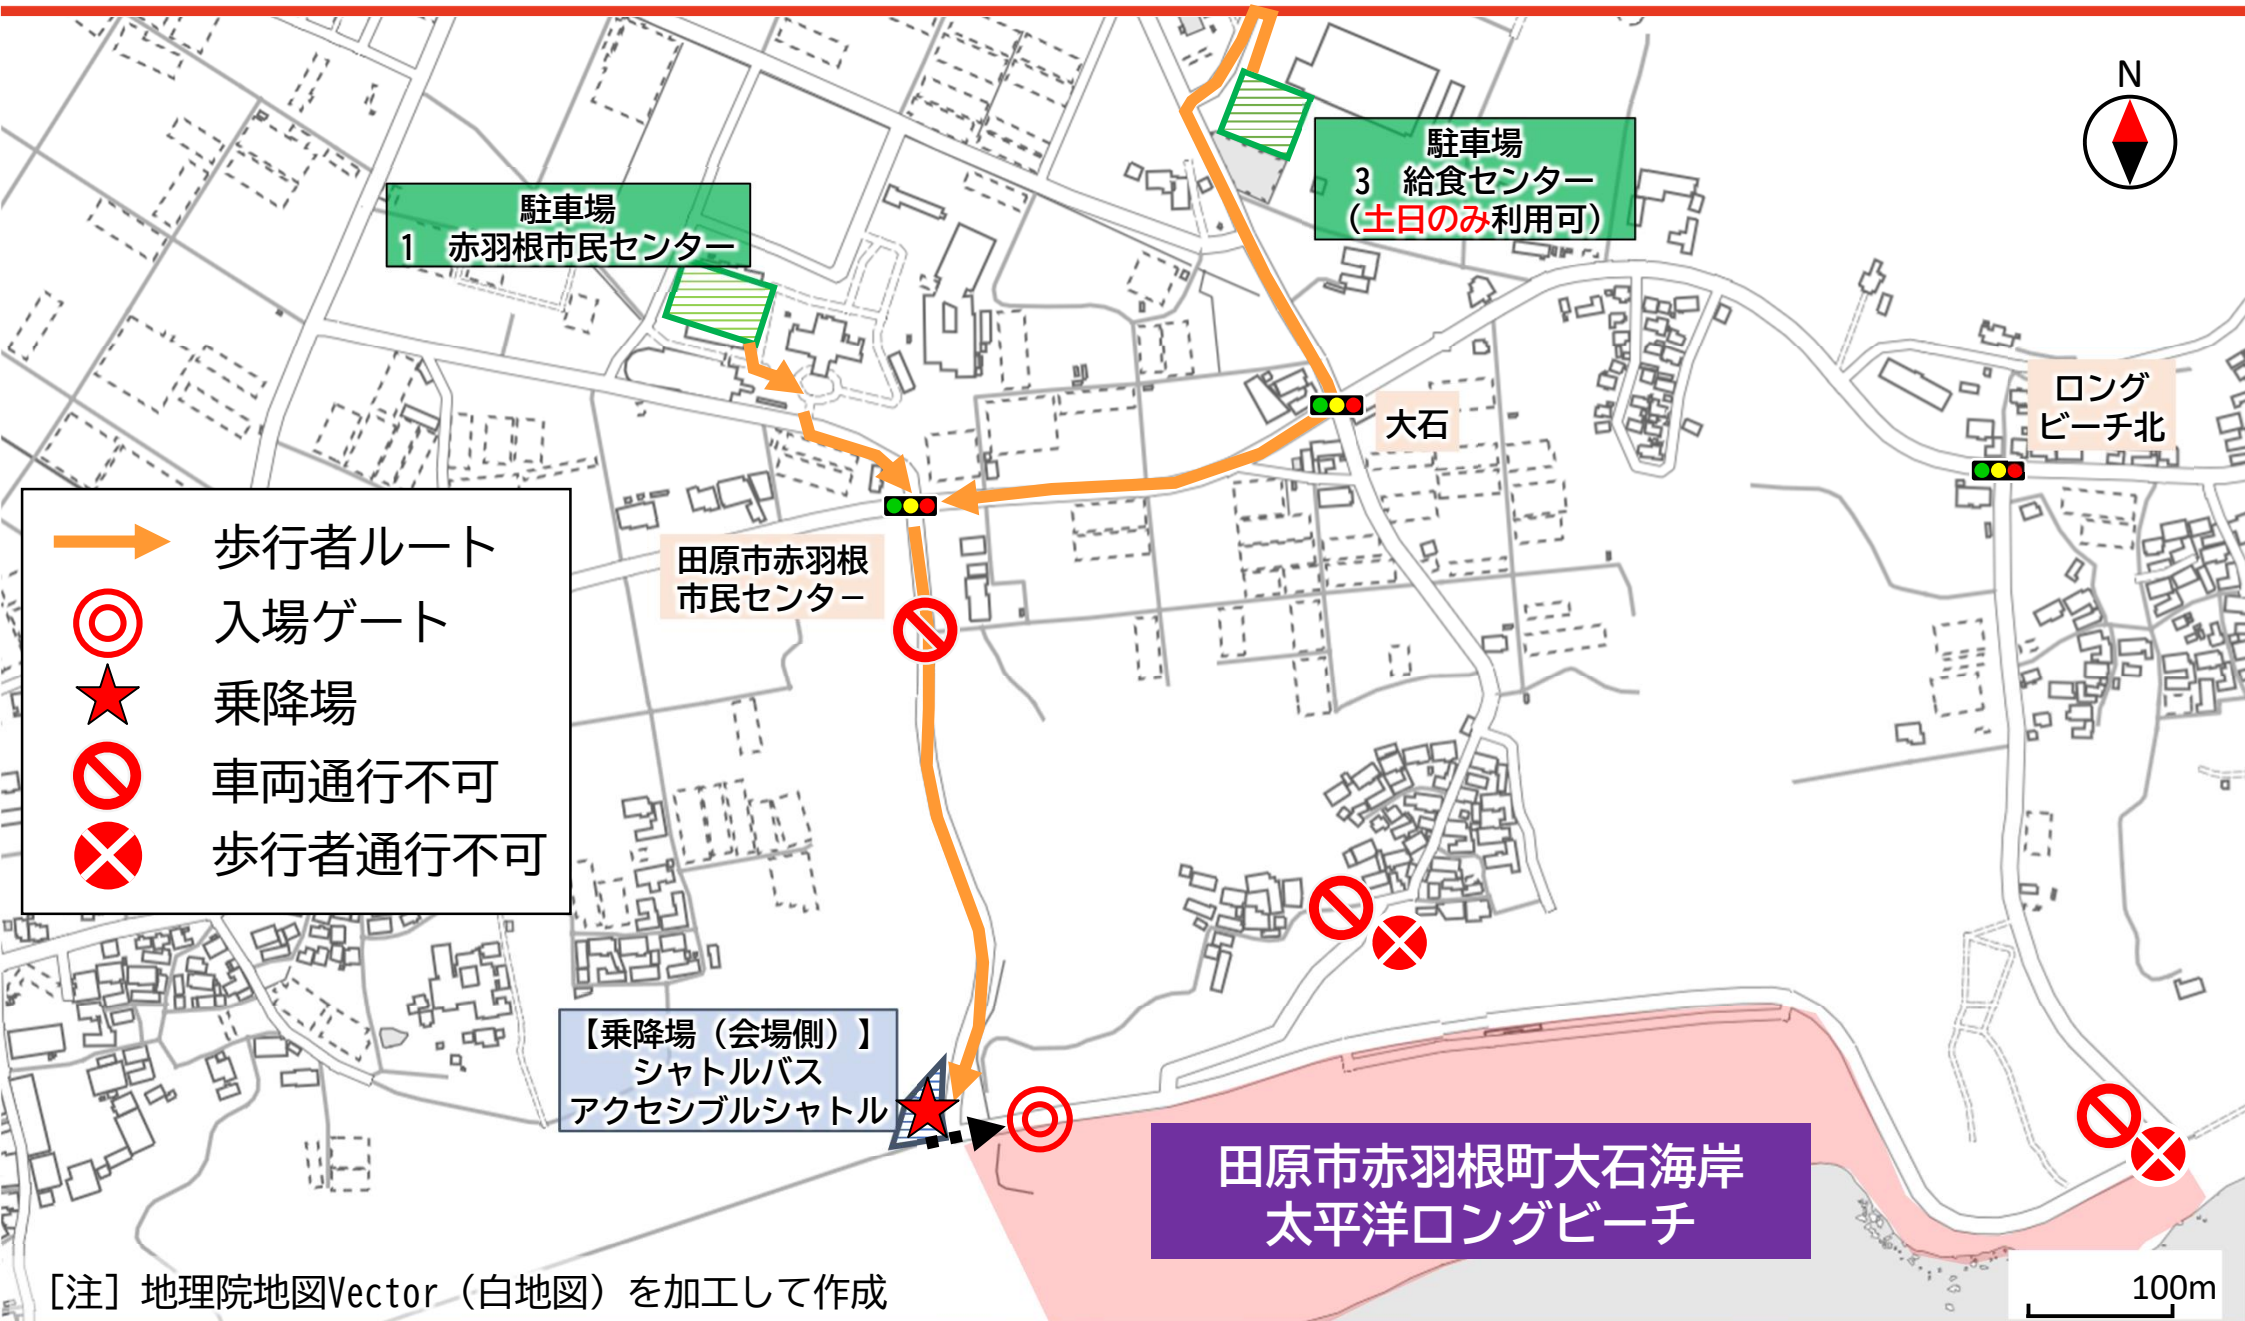 N
駐車場
3　給食センター
（土日のみ利用可）
駐車場
1　赤羽根市民センター
ロング
ビーチ北
大石
田原市赤羽根
市民センター
歩行者ルート
入場ゲート
乗降場
車両通行不可
歩行者通行不可
【乗降場（会場側）】
シャトルバス
アクセシブルシャトル
田原市赤羽根町大石海岸
太平洋ロングビーチ
［注］地理院地図Vector（白地図）を加工して作成
100m